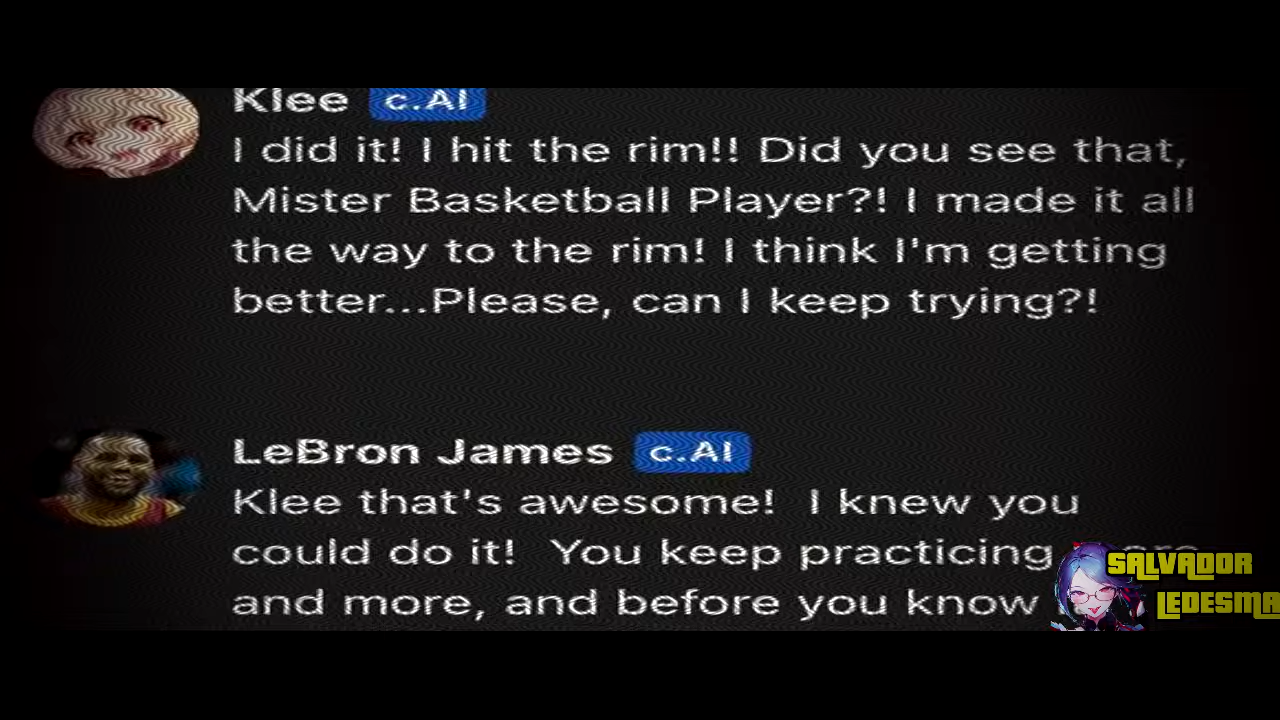 Klee c.AI
I did it! I hit the rim!! Did you see that,
Mister Basketball Player?! I made it all
the way to the rim! I think I'm getting
better...Please, can I keep trying?!
LeBron James c.AI
Klee that's awesome!  I knew you
could do it!  You keep practicing
and more, and before you know
SALVADOR
LEDESMA